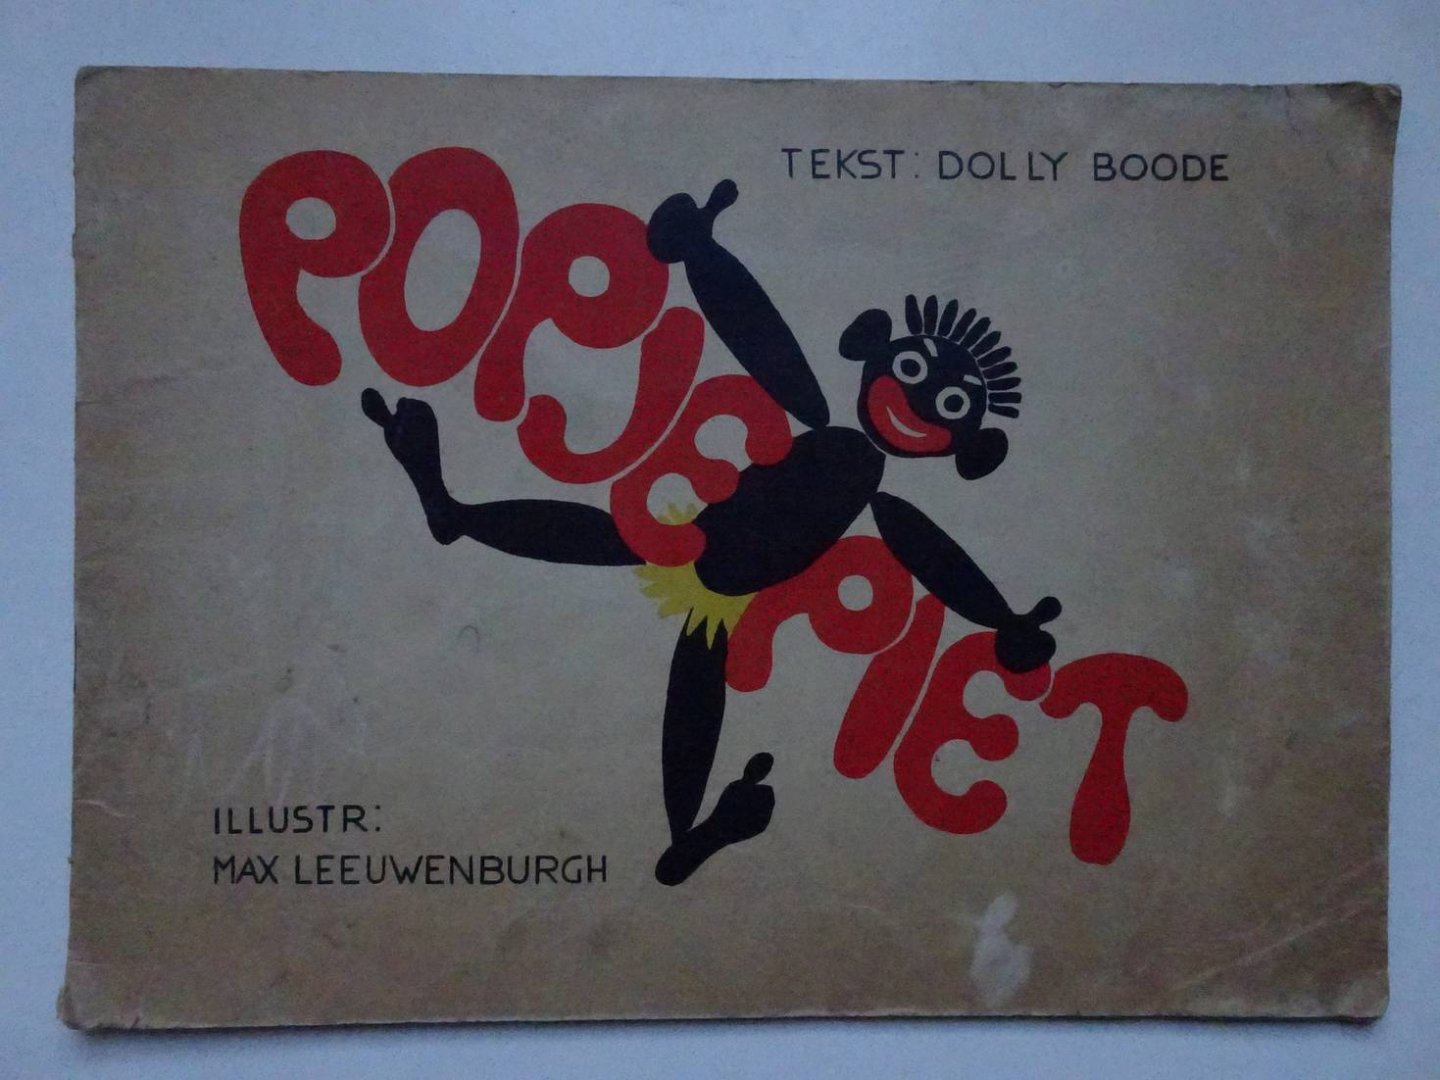 TEKST: DOLLY BOODE
POPJE
PIET
ILLUSTR:
MAX LEEUWENBURGH